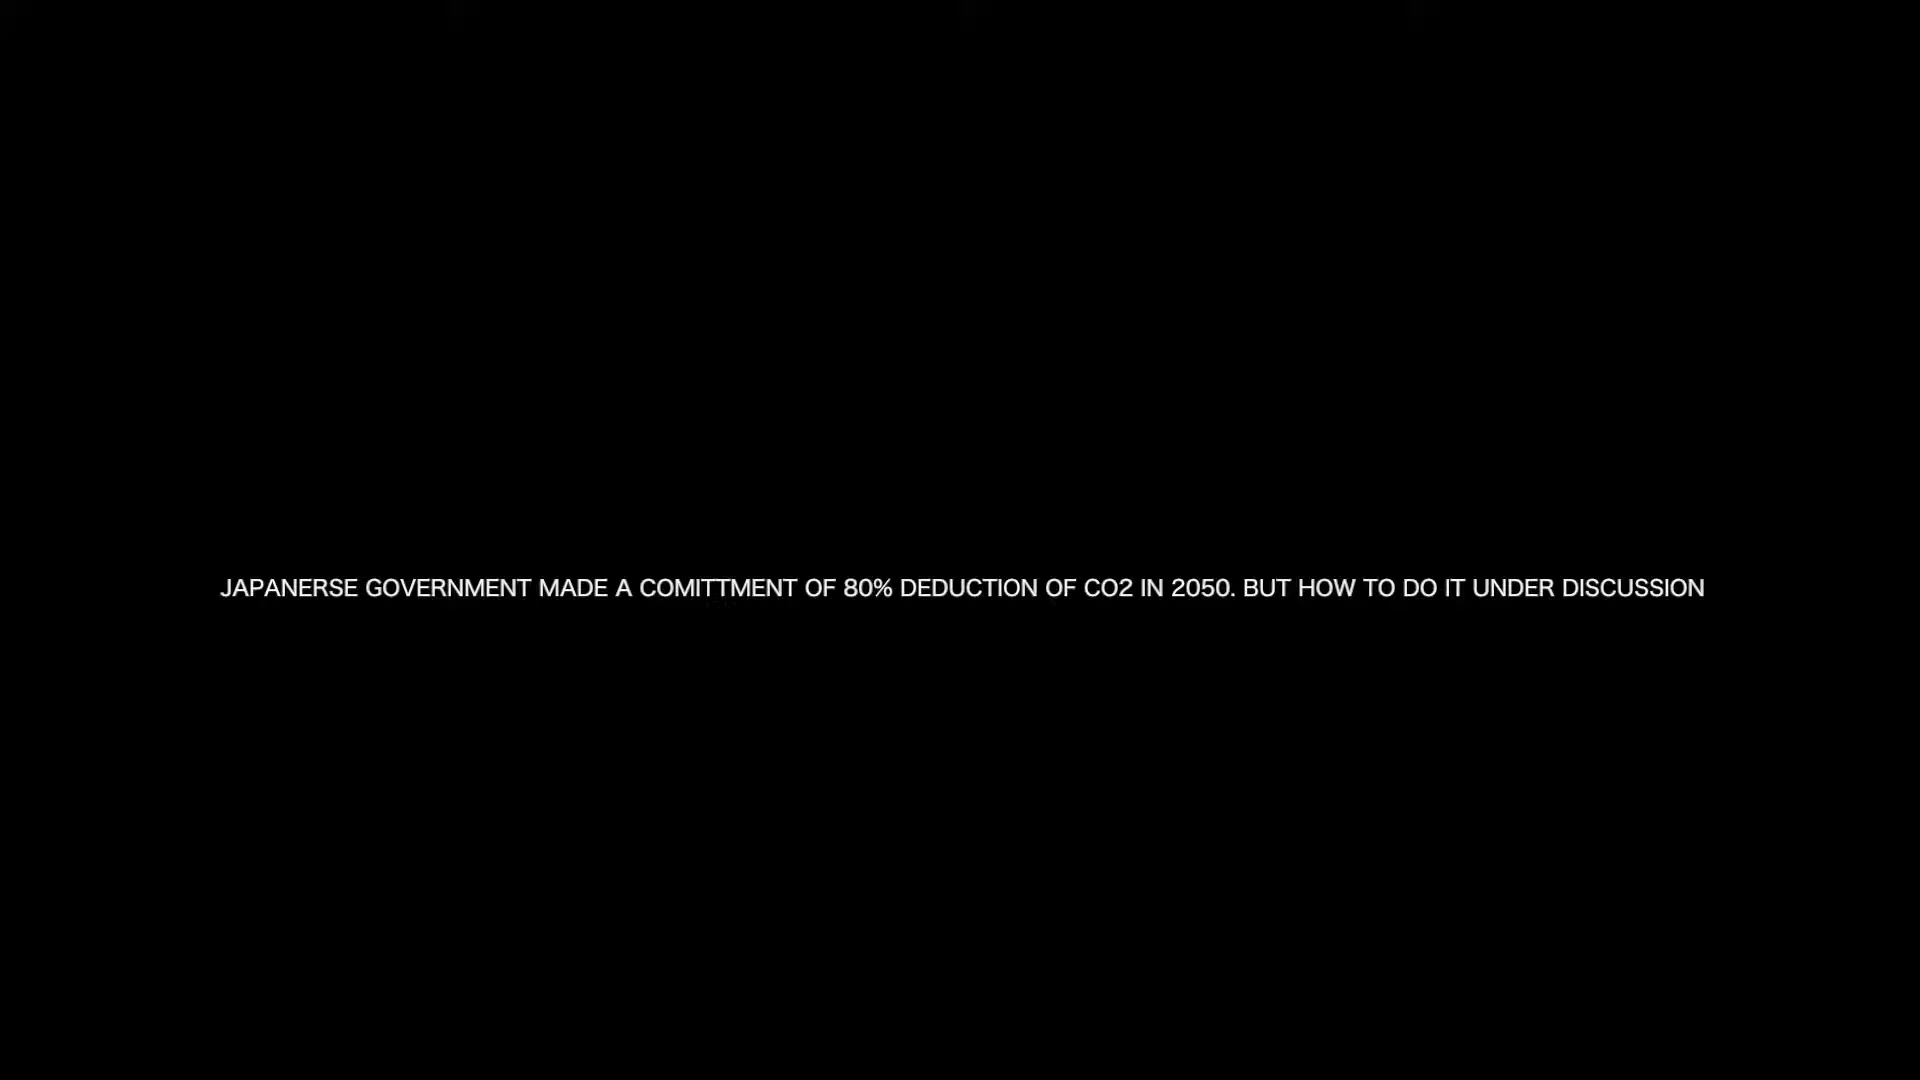 JAPANERSE GOVERNMENT MADE A COMITTMENT OF 80% DEDUCTION OF CO2 IN 2050. BUT HOW TO DO IT UNDER DISCUSSION